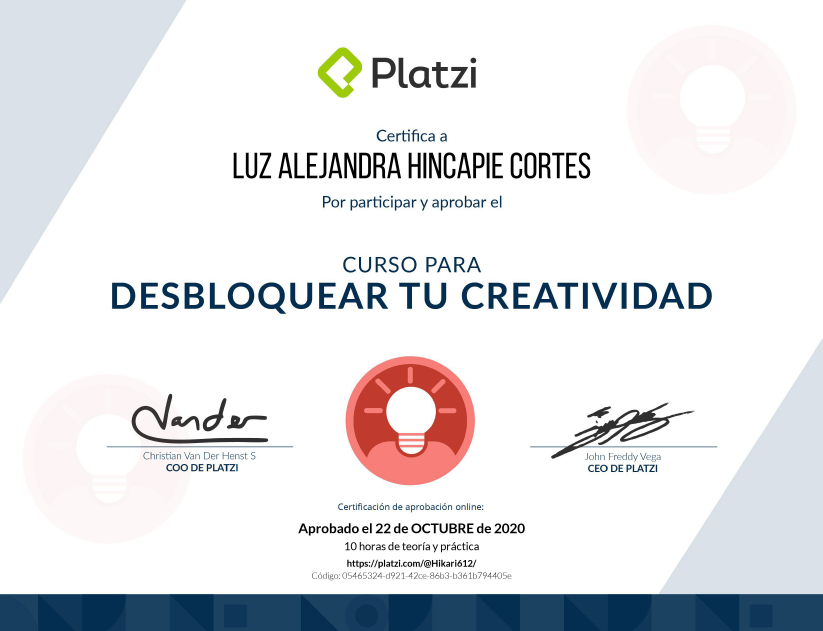 Platzi
Certifica a
LUZ ALEJANDRA HINCAPIE CORTES
Por participar y aprobar el
CURSO PARA
DESBLOQUEAR TU CREATIVIDAD
Vander
Christian Van Der Henst S
COO DE PLATZI
John Freddy Vega
CEO DE PLATZI
Certificación de aprobación online:
Aprobado el 22 de OCTUBRE de 2020
10 horas de teoría y práctica
https://platzi.com/@Hikari612/
Código: 05465324-d921-42ce-86b3-b361b794405e